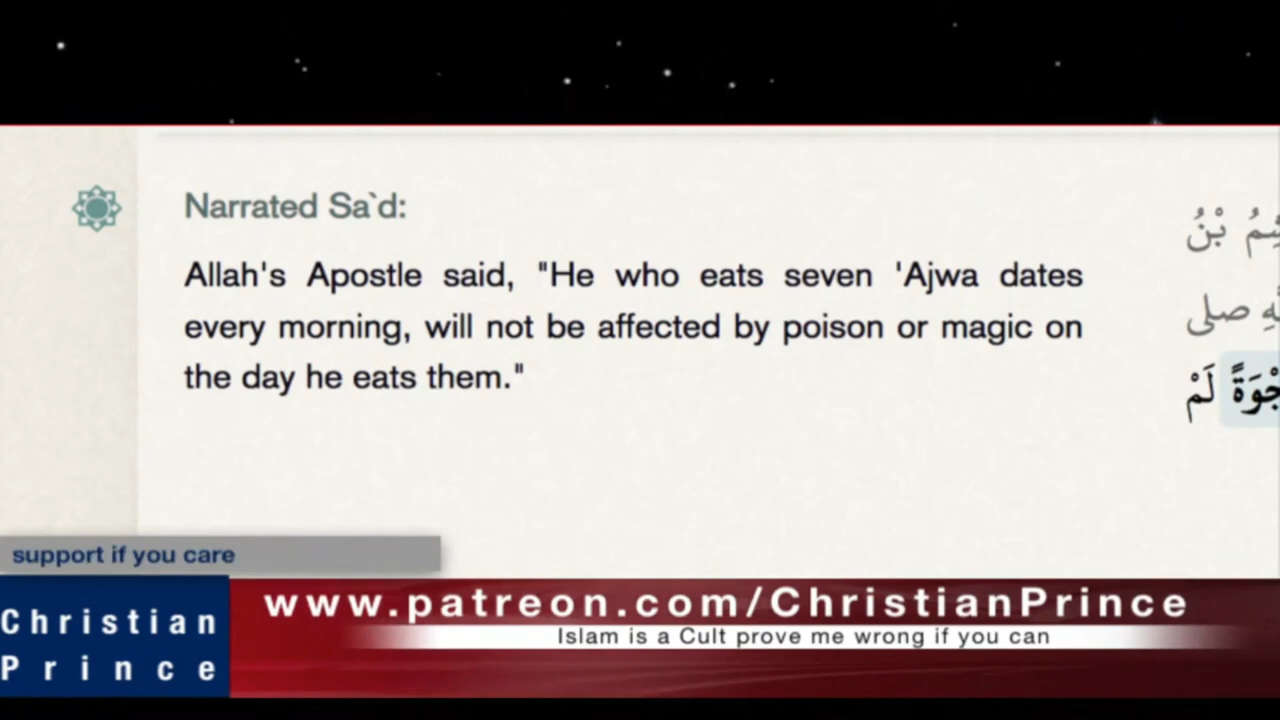 Narrated Sa`d:
Allah's Apostle said, "He who eats seven 'Ajwa dates
every morning, will not be affected by poison or magic on
the day he eats them."
بْنُ
صلى
لَمْ
support if you care
Christian
Prince
www.patreon.com/ChristianPrince
Islam is a Cult prove me wrong if you can